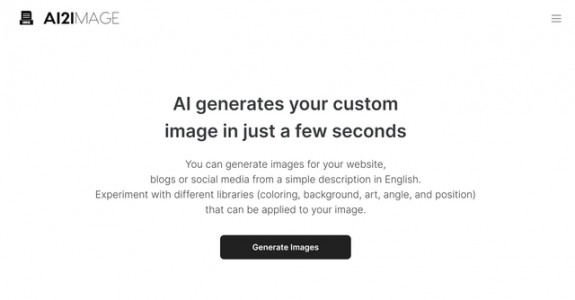 AI2IMAGE
AI generates your custom
image in just a few seconds
You can generate images for your website,
blogs or social media from a simple description in English.
Experiment with different libraries (coloring, background, art, angle, and position)
that can be applied to your image.
Generate Images